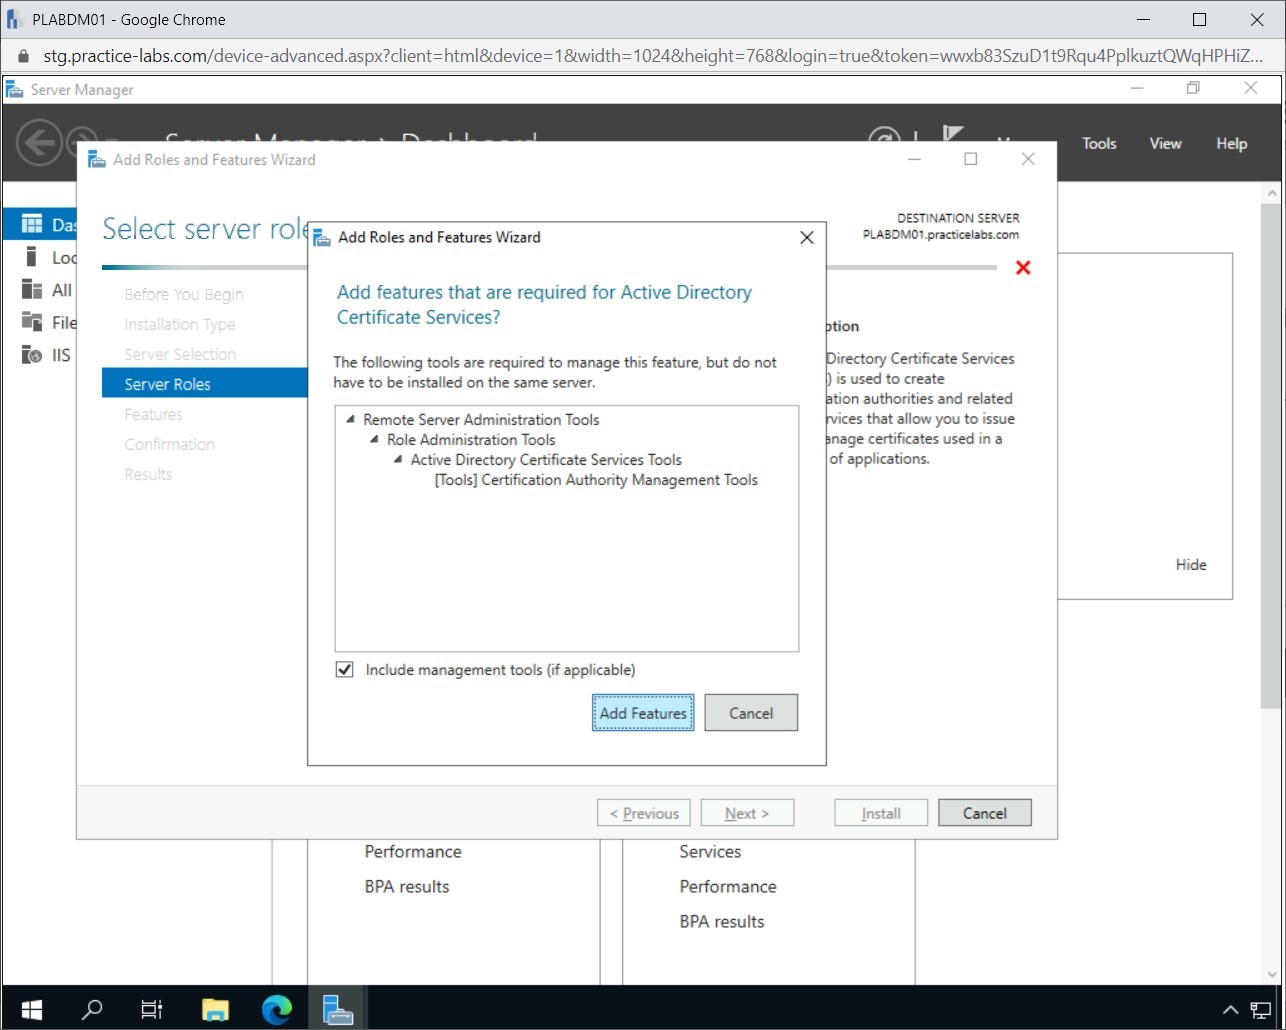 PLABDM01 - Google Chrome
stg.practice-labs.com/device-advanced.aspx?client=html&device=1&width=1024&height=768&login=true&token=wwxb83SzuD1t9Rqu4PplkuztQWqHPHiZ...
Server Manager
Server Manager › Dashboard
Tools View Help
Add Roles and Features Wizard
Select server role
DESTINATION SERVER
PLABDM01.practicelabs.com
Das
Loc
All
File
IIS
Before You Begin
Installation Type
Server Selection
Server Roles
Features
Confirmation
Results
Add Roles and Features Wizard
Add features that are required for Active Directory
Certificate Services?
The following tools are required to manage this feature, but do not
have to be installed on the same server.
Remote Server Administration Tools
Role Administration Tools
Active Directory Certificate Services Tools
[Tools] Certification Authority Management Tools
Include management tools (if applicable)
Add Features Cancel
ption
Directory Certificate Services
) is used to create
ation authorities and related
rvices that allow you to issue
anage certificates used in a
of applications.
Hide
< Previous Next > Install Cancel
Performance
BPA results
Services
Performance
BPA results